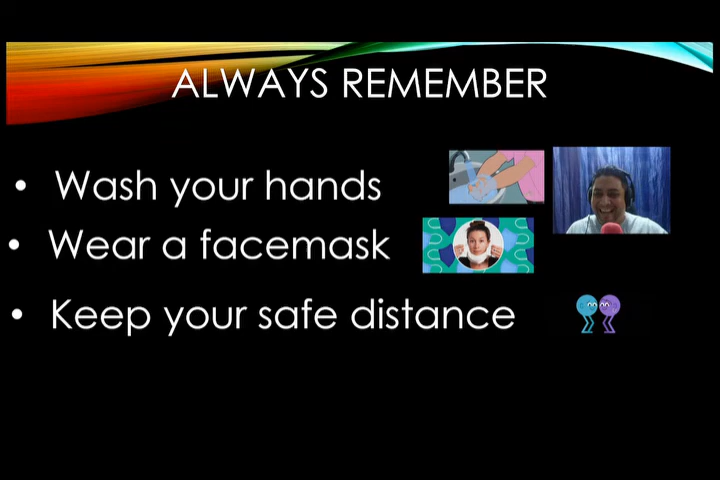 ALWAYS REMEMBER
• Wash your hands
• Wear a facemask
• Keep your safe distance